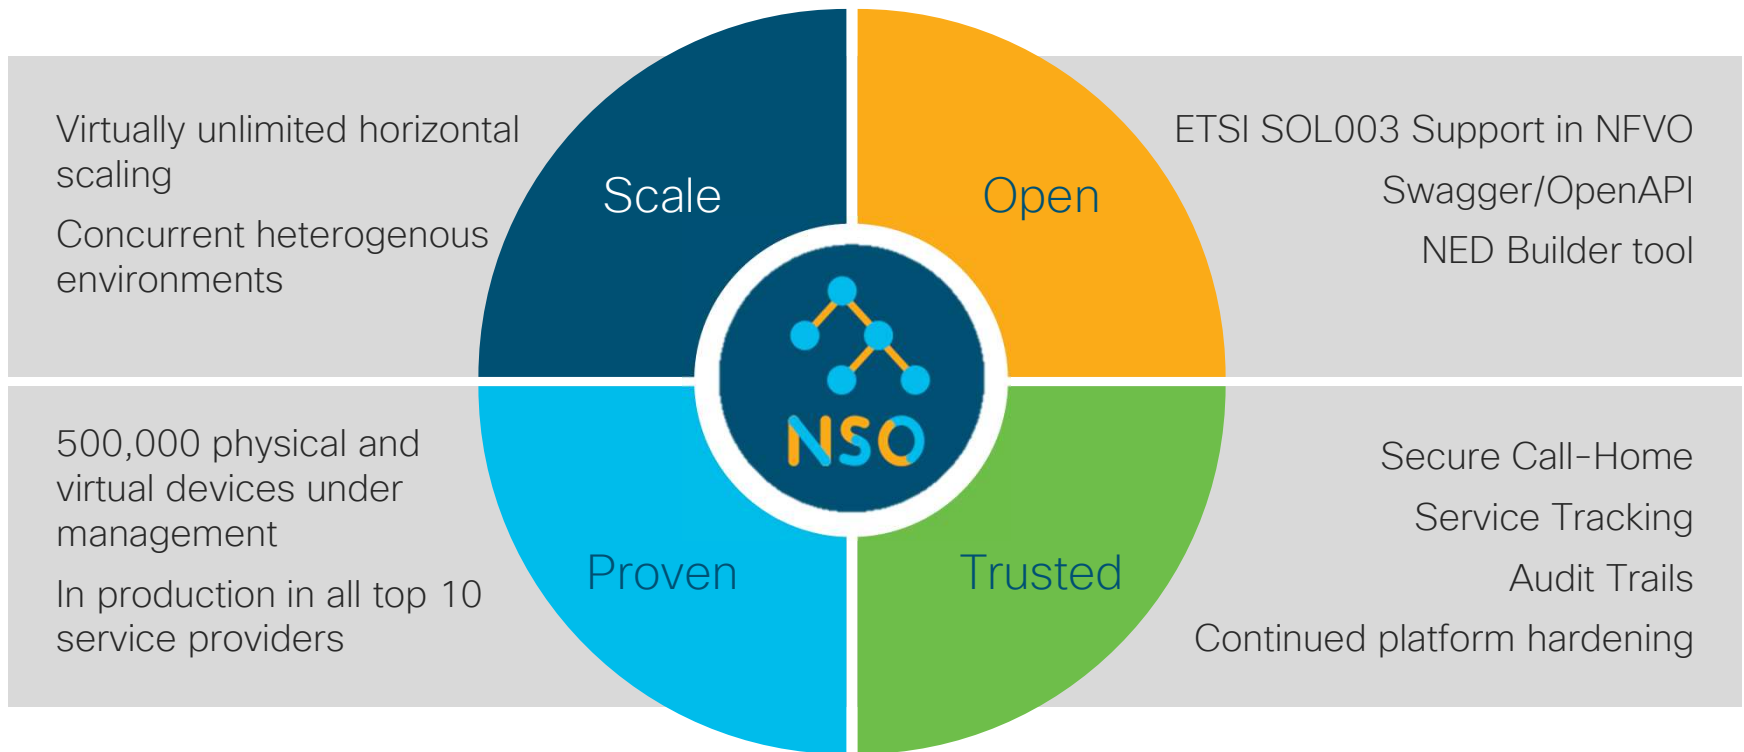 Virtually unlimited horizontal
scaling
Concurrent heterogenous
environments
Scale
Open
ETSI SOL003 Support in NFVO
Swagger/OpenAPI
NED Builder tool
NSO
500,000 physical and
virtual devices under
management
In production in all top 10
service providers
Proven
Trusted
Secure Call-Home
Service Tracking
Audit Trails
Continued platform hardening